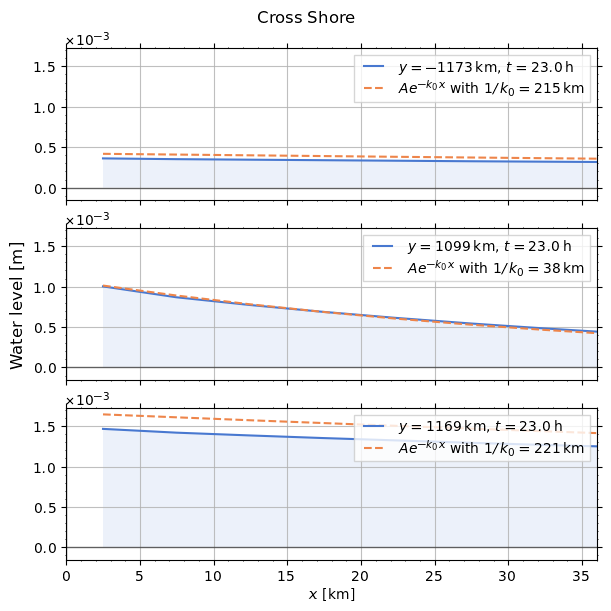 Cross Shore
×10⁻³
y = −1173 km, t = 23.0 h
Ae^{−k₀x} with 1/k₀ = 215 km
1.5
1.0
0.5
0.0
×10⁻³
y = 1099 km, t = 23.0 h
Ae^{−k₀x} with 1/k₀ = 38 km
1.5
1.0
0.5
0.0
Water level [m]
×10⁻³
y = 1169 km, t = 23.0 h
Ae^{−k₀x} with 1/k₀ = 221 km
1.5
1.0
0.5
0.0
0 5 10 15 20 25 30 35
x [km]